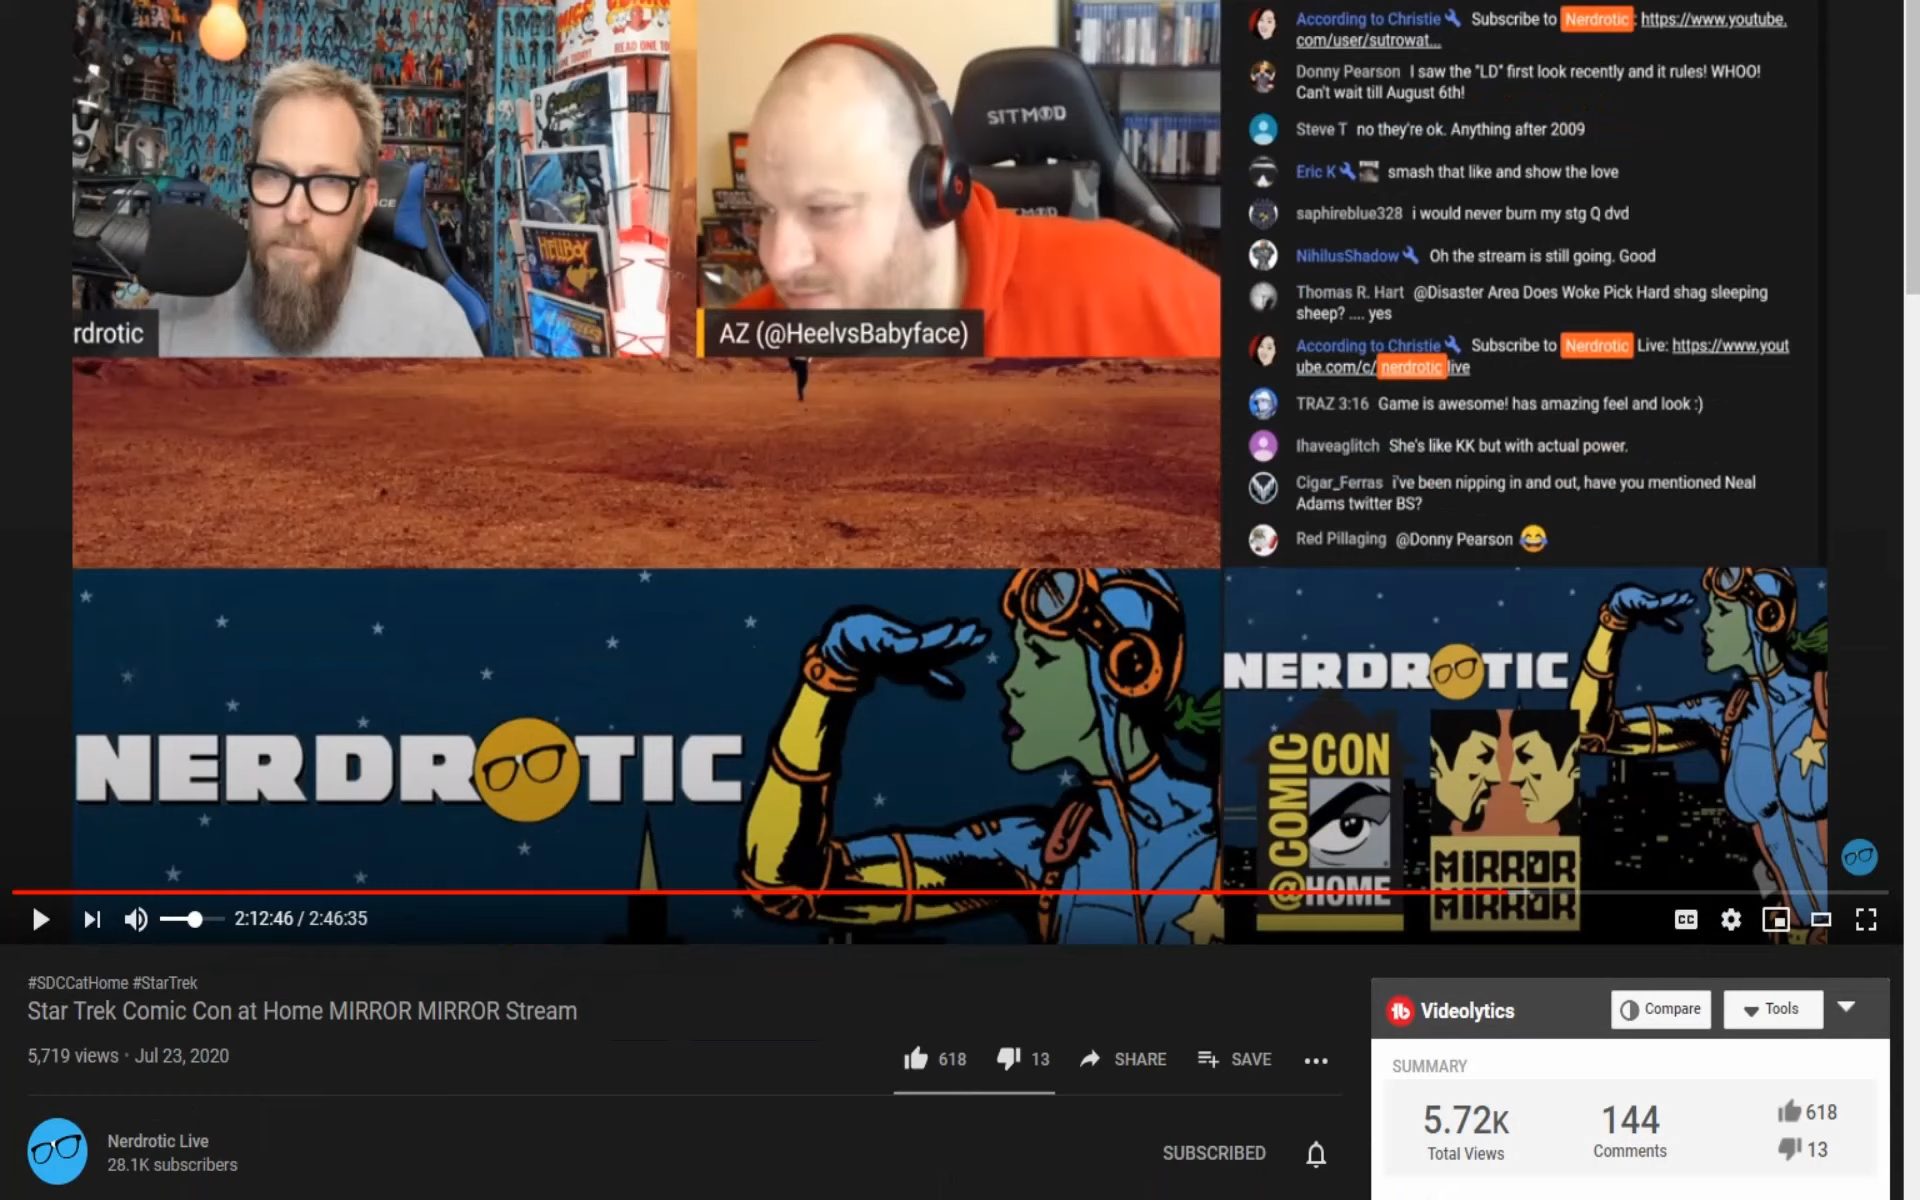 COMICS
READ ONE TO
HELLBOY
SITMOD
rdrotic
AZ (@HeelvsBabyface)
According to Christie Subscribe to Nerdrotic: https://www.youtube.
com/user/sutrowat...
Donny Pearson I saw the "LD" first look recently and it rules! WHOO!
Can't wait till August 6th!
Steve T no they're ok. Anything after 2009
Eric K smash that like and show the love
saphireblue328 i would never burn my stg Q dvd
NihilusShadow Oh the stream is still going. Good
Thomas R. Hart @Disaster Area Does Woke Pick Hard shag sleeping
sheep? .... yes
According to Christie Subscribe to Nerdrotic Live: https://www.yout
ube.com/c/nerdroticlive
TRAZ 3:16 Game is awesome! has amazing feel and look :)
Ihaveaglitch She's like KK but with actual power.
Cigar_Ferras i've been nipping in and out, have you mentioned Neal
Adams twitter BS?
Red Pillaging @Donny Pearson 😂
NERDROTIC
NERDROTIC
COMIC CON
@HOME
MIRROR
MIRROR
2:12:46 / 2:46:35
CC
#SDCCatHome #StarTrek
Star Trek Comic Con at Home MIRROR MIRROR Stream
5,719 views • Jul 23, 2020
618 13 SHARE SAVE
Nerdrotic Live
28.1K subscribers
SUBSCRIBED
Videolytics Compare Tools
SUMMARY
5.72K 144 618
Total Views Comments 13